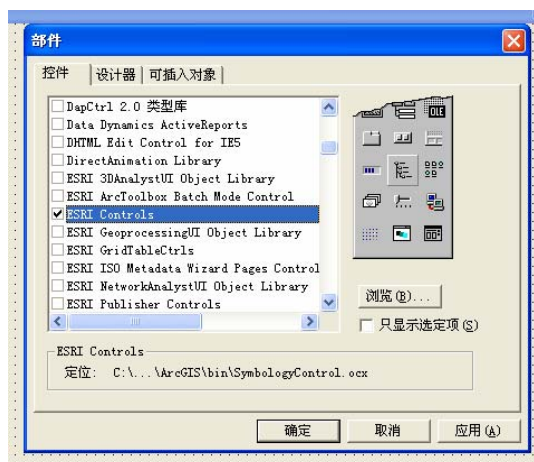 部件
控件
设计器
可插入对象
DapCtrl 2.0 类型库
Data Dynamics ActiveReports
DHTML Edit Control for IE5
DirectAnimation Library
ESRI 3DAnalystUI Object Library
ESRI ArcToolbox Batch Mode Control
ESRI Controls
ESRI GeoprocessingUI Object Library
ESRI GridTableCtrls
ESRI ISO Metadata Wizard Pages Control
ESRI NetworkAnalystUI Object Library
ESRI Publisher Controls
OLE
浏览(B)...
只显示选定项(S)
ESRI Controls
定位: C:\...\ArcGIS\bin\SymbologyControl.ocx
确定
取消
应用(A)